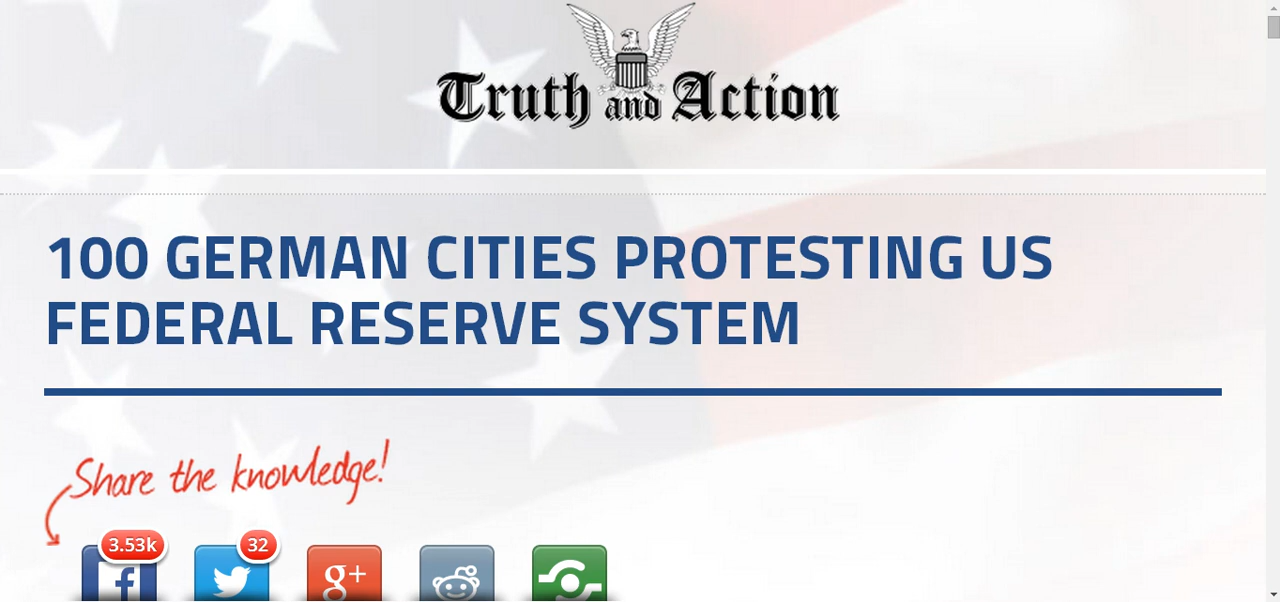 Truth and Action
100 GERMAN CITIES PROTESTING US
FEDERAL RESERVE SYSTEM
Share the knowledge!
3.53k
32
f
g+